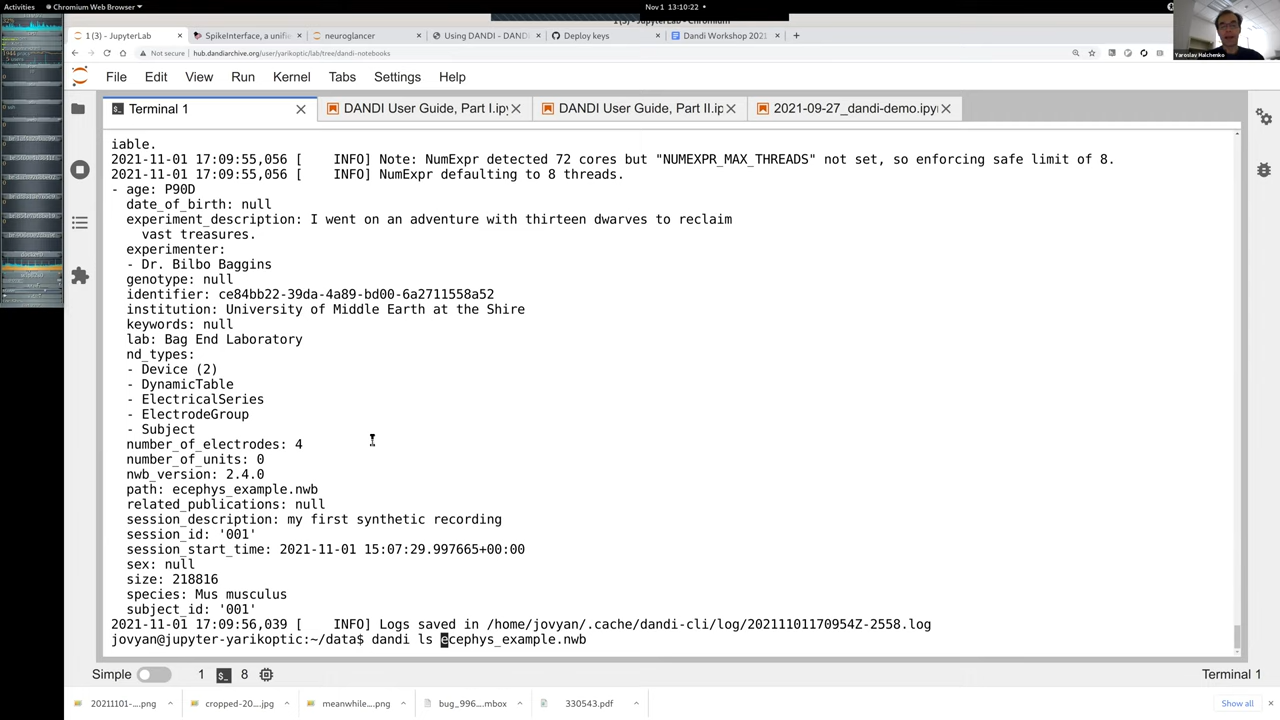 Activities
Chromium Web Browser
Nov 1 13:10:22
1 (3) - JupyterLab
SpikeInterface, a unifie
neuroglancer
Using DANDI - DAND
Deploy keys
Dandi Workshop 2021
Not secure | hub.dandiarchive.org/user/yarikoptic/lab/tree/dandi-notebooks
Yaroslav Halchenko
File Edit View Run Kernel Tabs Settings Help
Terminal 1
DANDI User Guide, Part I.ipy
DANDI User Guide, Part II.ip
2021-09-27_dandi-demo.ipy
iable.
2021-11-01 17:09:55,056 [    INFO] Note: NumExpr detected 72 cores but "NUMEXPR_MAX_THREADS" not set, so enforcing safe limit of 8.
2021-11-01 17:09:55,056 [    INFO] NumExpr defaulting to 8 threads.
- age: P90D
date_of_birth: null
experiment_description: I went on an adventure with thirteen dwarves to reclaim
vast treasures.
experimenter:
- Dr. Bilbo Baggins
genotype: null
identifier: ce84bb22-39da-4a89-bd00-6a271b13cab2
institution: University of Middle Earth at the Shire
keywords: null
lab: Bag End Laboratory
nd_types:
- Device (2)
- DynamicTable
- ElectricalSeries
- ElectrodeGroup
- Subject
number_of_electrodes: 4
number_of_units: 0
nwb_version: 2.4.0
path: ecephys_example.nwb
related_publications: null
session_description: my first synthetic recording
session_id: '001'
session_start_time: 2021-11-01 15:07:29.997665+00:00
sex: null
size: 218816
species: Mus musculus
subject_id: '001'
2021-11-01 17:09:56,039 [    INFO] Logs saved in /home/jovyan/.cache/dandi-cli/log/20211101170954Z-2558.log
jovyan@jupyter-yarikoptic:~/data$ dandi ls ecephys_example.nwb
Simple 1 8 Terminal 1
20211101-....png
cropped-20....jpg
meanwhile....png
bug_996....mbox
330543.pdf
Show all